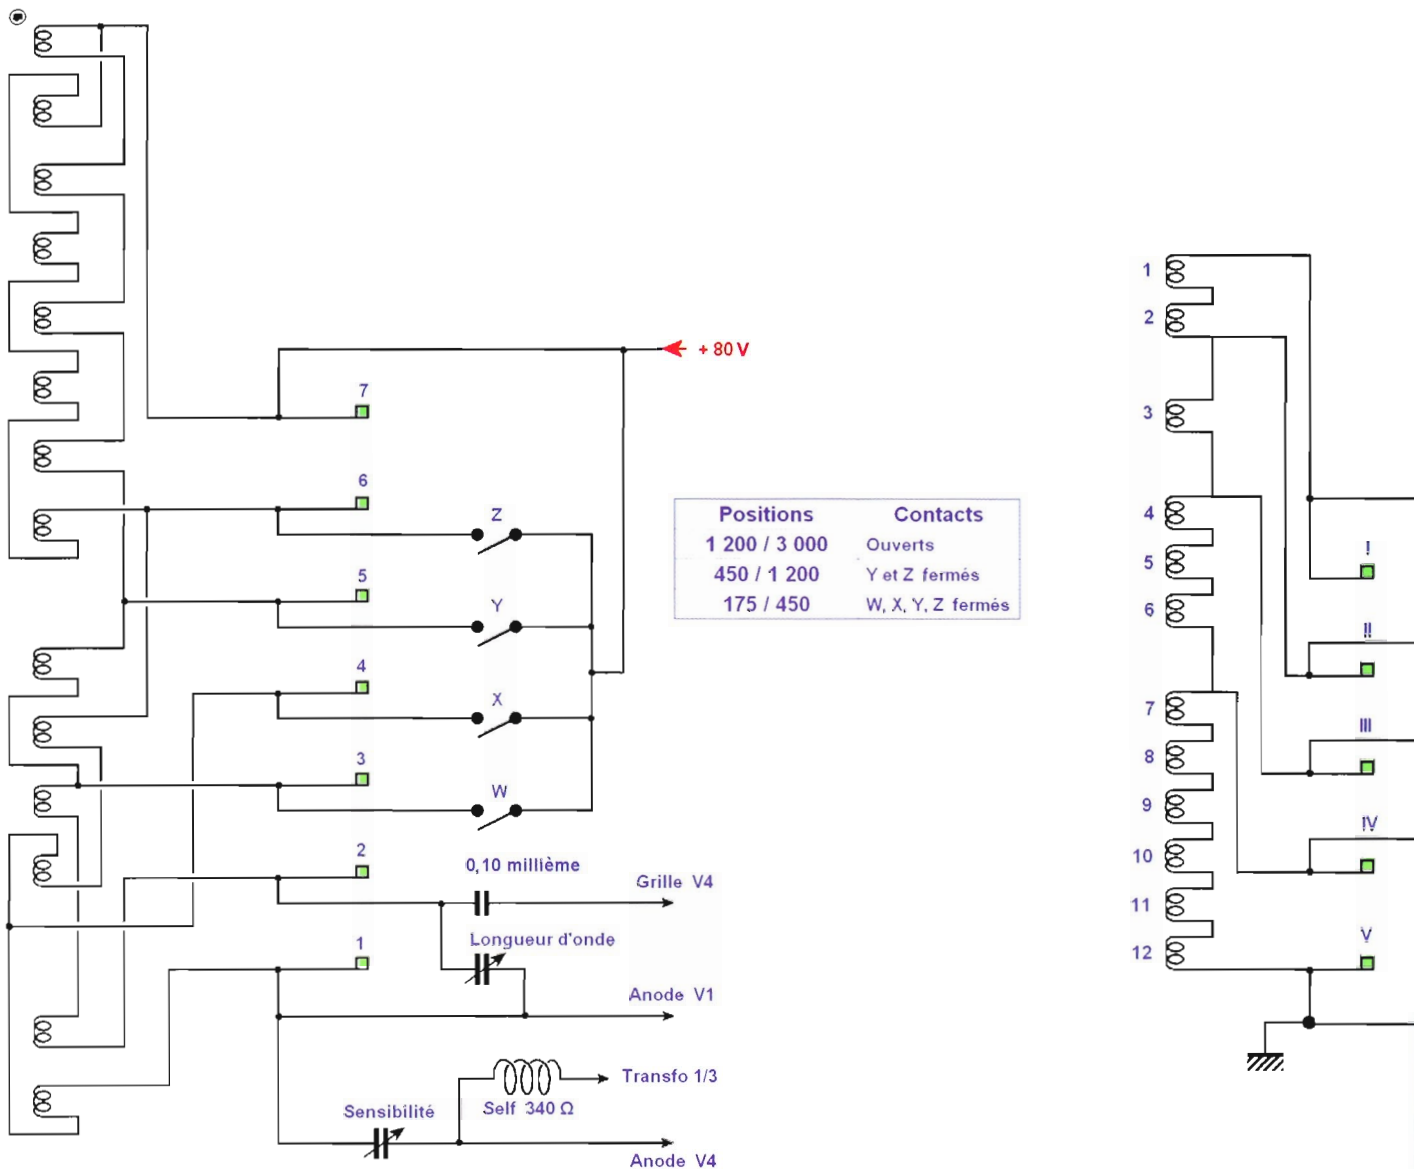 + 80 V
7
6
Z
5
Y
4
X
3
W
2
0,10 millième
Grille V4
1
Longueur d'onde
Anode V1
Transfo 1/3
Self 340 Ω
Sensibilité
Anode V4
Positions Contacts
1 200 / 3 000 Ouverts
450 / 1 200 Y et Z fermés
175 / 450 W, X, Y, Z fermés
1
2
3
4
5
6
7
8
9
10
11
12
I
II
III
IV
V